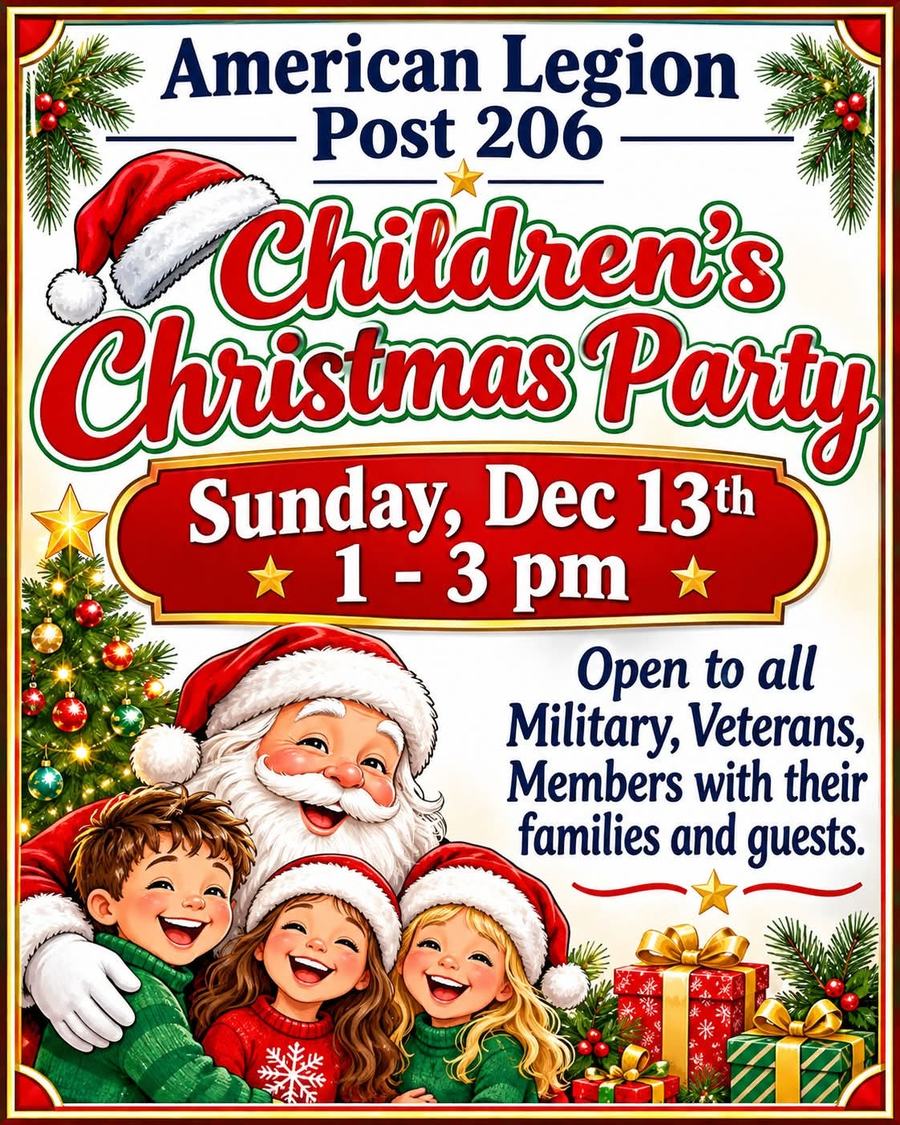 American Legion
Post 206
Children's
Christmas Party
Sunday, Dec 13th
1 - 3 pm
Open to all
Military, Veterans,
Members with their
families and guests.